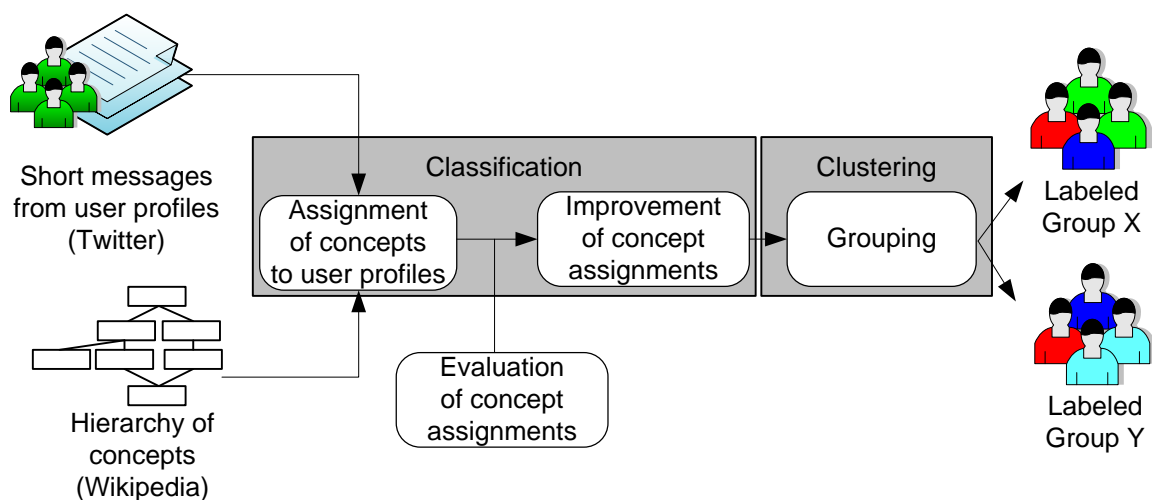 Short messages
from user profiles
(Twitter)
Hierarchy of
concepts
(Wikipedia)
Classification
Assignment
of concepts
to user profiles
Improvement
of concept
assignments
Evaluation
of concept
assignments
Clustering
Grouping
Labeled
Group X
Labeled
Group Y